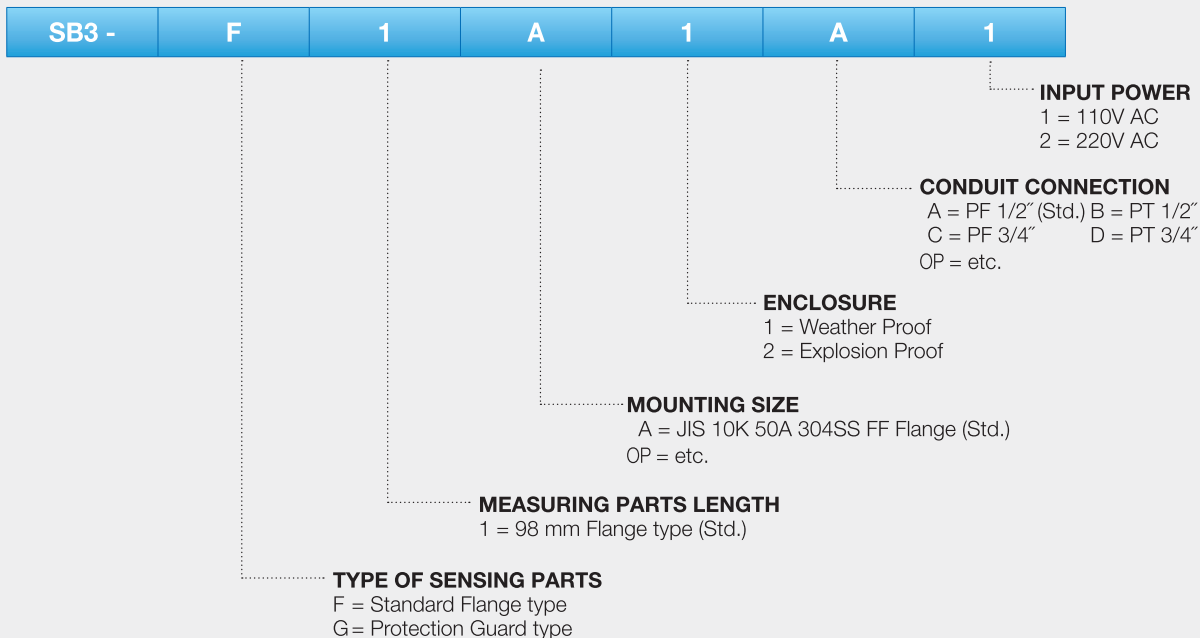 SB3 - F 1 A 1 A 1
INPUT POWER
1 = 110V AC
2 = 220V AC
CONDUIT CONNECTION
A = PF 1/2˝ (Std.) B = PT 1/2˝
C = PF 3/4˝ D = PT 3/4˝
OP = etc.
ENCLOSURE
1 = Weather Proof
2 = Explosion Proof
MOUNTING SIZE
A = JIS 10K 50A 304SS FF Flange (Std.)
OP = etc.
MEASURING PARTS LENGTH
1 = 98 mm Flange type (Std.)
TYPE OF SENSING PARTS
F = Standard Flange type
G = Protection Guard type